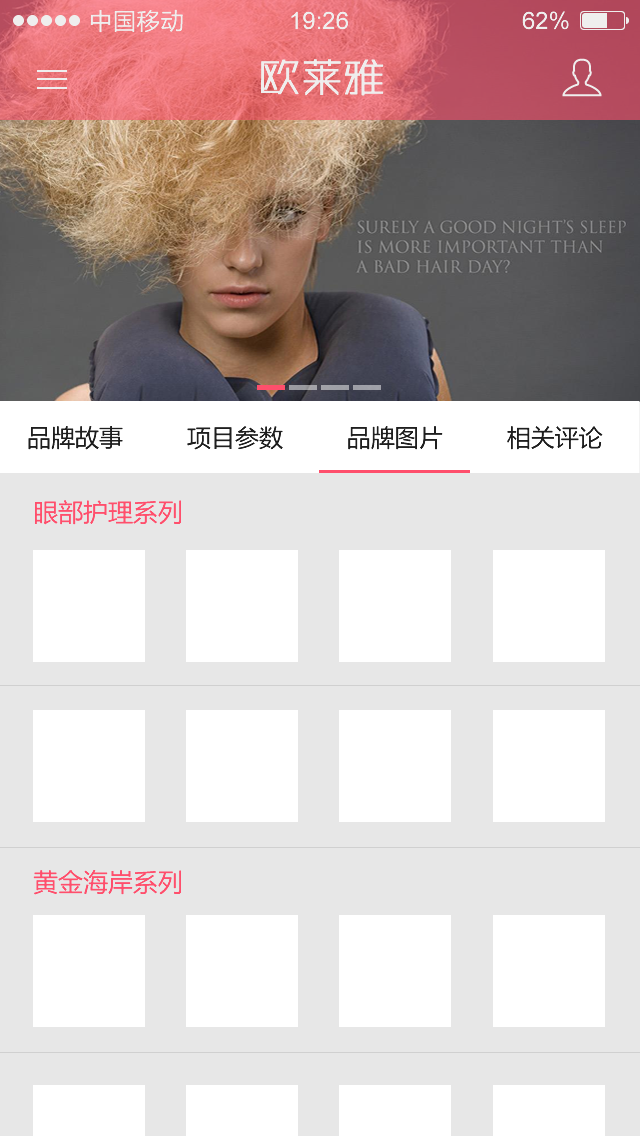 中国移动 19:26 62%
欧莱雅
SURELY A GOOD NIGHT'S SLEEP
IS MORE IMPORTANT THAN
A BAD HAIR DAY?
品牌故事 项目参数 品牌图片 相关评论
眼部护理系列
黄金海岸系列